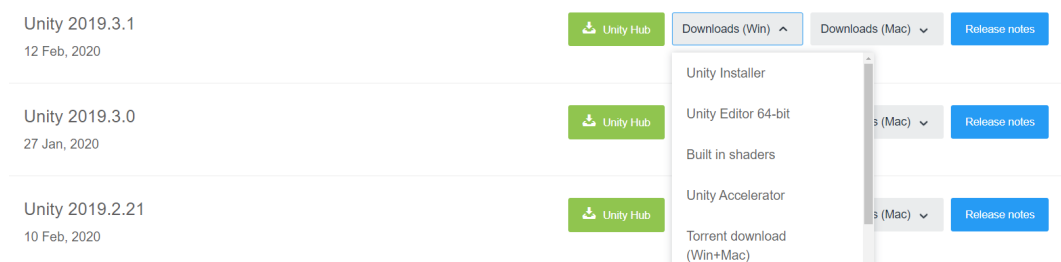 Unity 2019.3.1
12 Feb, 2020
Unity Hub
Downloads (Win)
Downloads (Mac)
Release notes
Unity Installer
Unity Editor 64-bit
Built in shaders
Unity Accelerator
Torrent download
(Win+Mac)
Unity 2019.3.0
27 Jan, 2020
Unity Hub
(Mac)
Release notes
Unity 2019.2.21
10 Feb, 2020
Unity Hub
(Mac)
Release notes